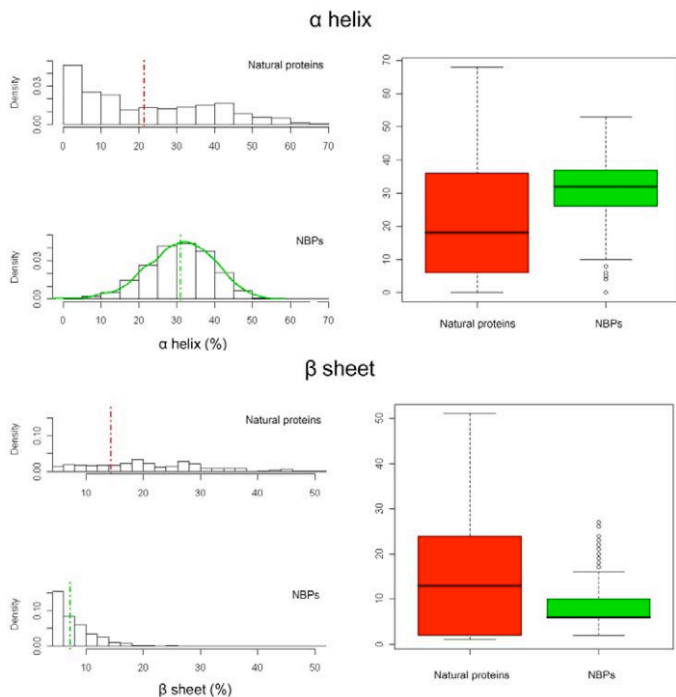 α helix
Natural proteins
Density
0.00 0.03
0 10 20 30 40 50 60 70
NBPs
Density
0.00 0.03
0 10 20 30 40 50 60 70
α helix (%)
0 10 20 30 40 50 60 70
Natural proteins NBPs
β sheet
Natural proteins
Density
0.00 0.10
10 20 30 40 50
NBPs
Density
0.00 0.10
10 20 30 40 50
β sheet (%)
0 10 20 30 40 50
Natural proteins NBPs